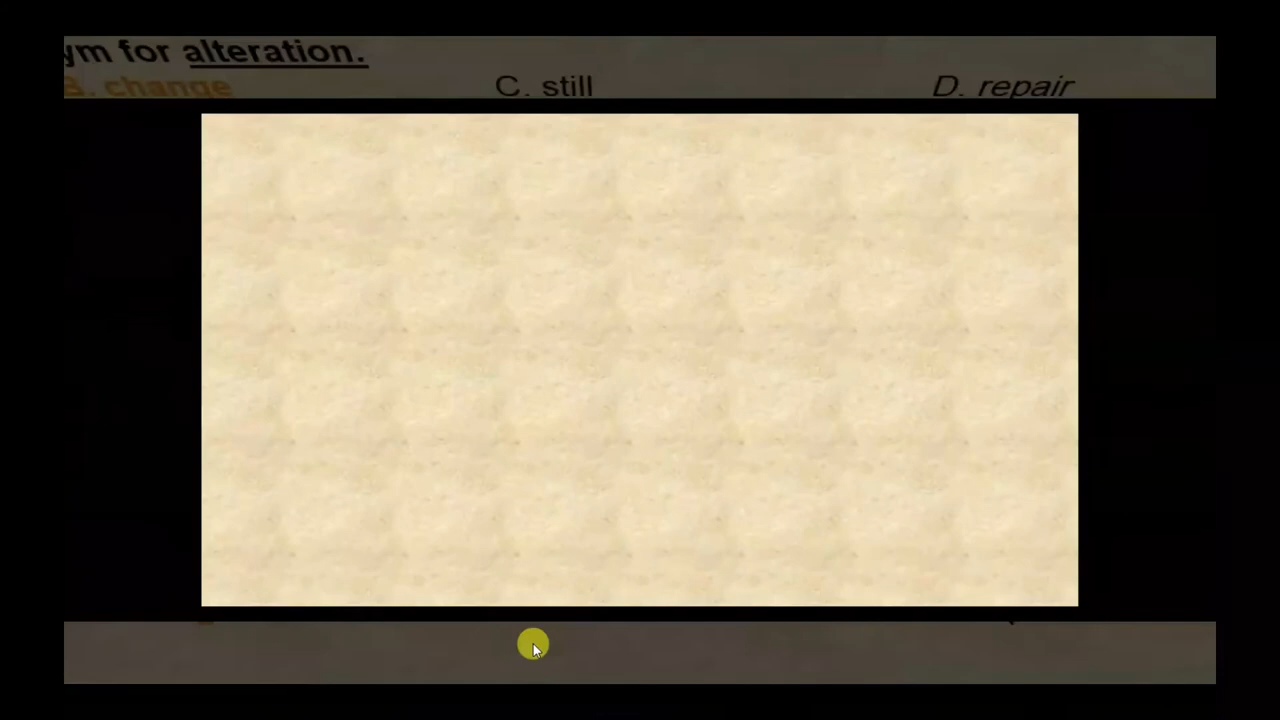 ym for alteration.
B. change C. still D. repair